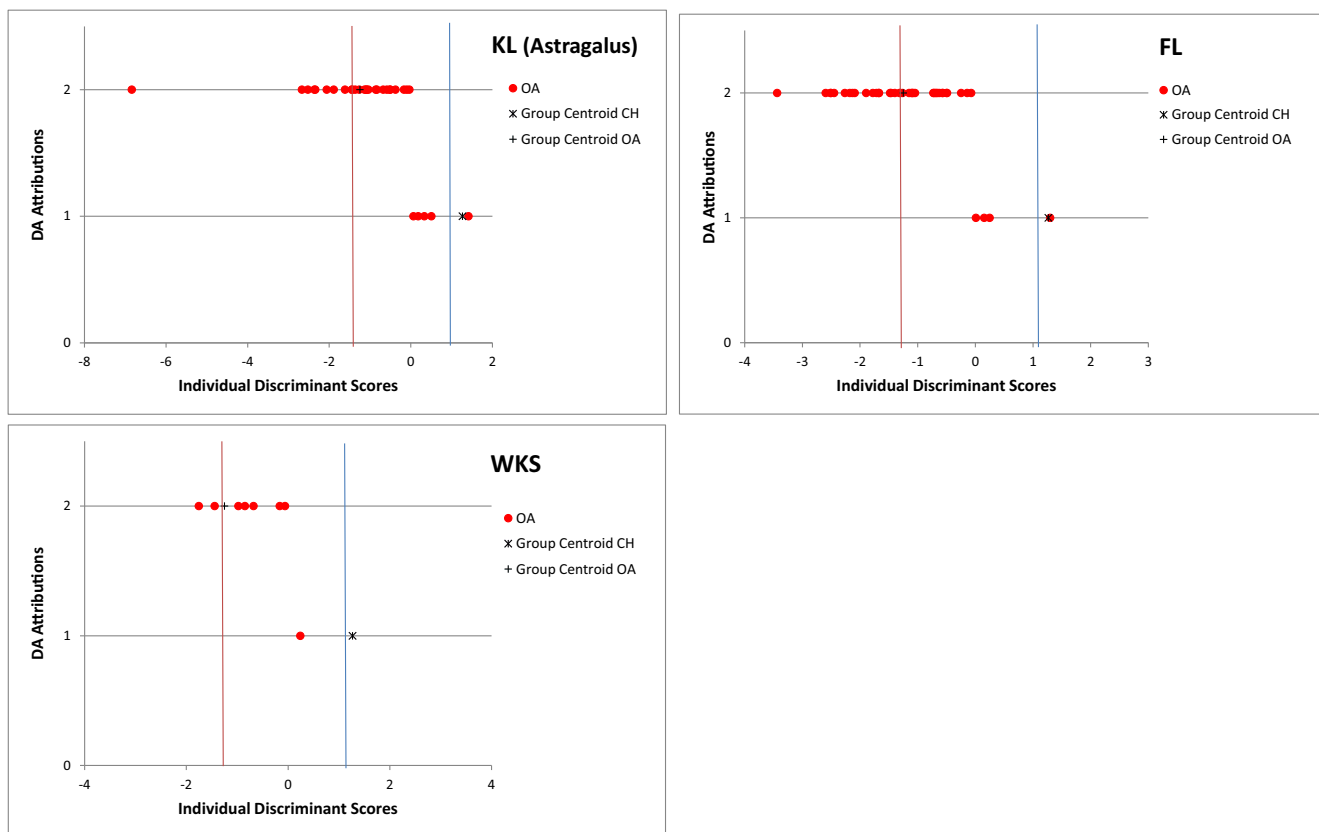 KL (Astragalus)
OA
Group Centroid CH
Group Centroid OA
DA Attributions
2
1
0
-8
-6
-4
-2
0
2
Individual Discriminant Scores
FL
OA
Group Centroid CH
Group Centroid OA
DA Attributions
2
1
0
-4
-3
-2
-1
0
1
2
3
Individual Discriminant Scores
WKS
OA
Group Centroid CH
Group Centroid OA
DA Attributions
2
1
0
-4
-2
0
2
4
Individual Discriminant Scores